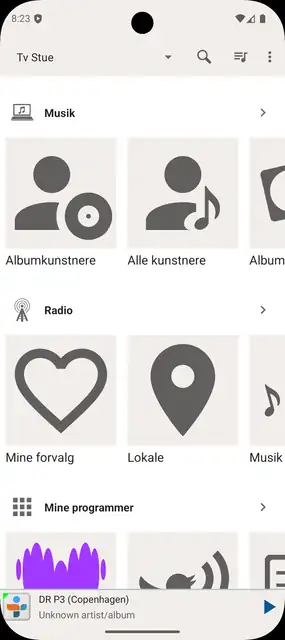 8:23
Tv Stue
Musik
Albumkunstnere
Alle kunstnere
Album
Radio
Mine forvalg
Lokale
Musik
Mine programmer
DR P3 (Copenhagen)
Unknown artist/album